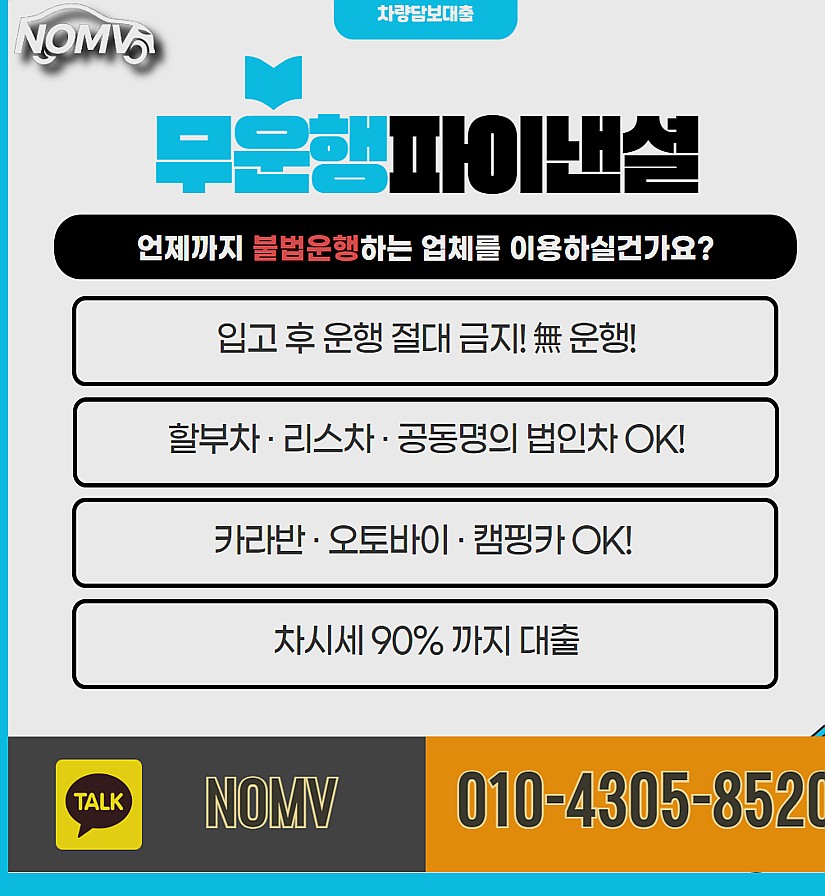 NOMV
차량담보대출
무운행파이낸셜
언제까지 불법운행하는 업체를 이용하실건가요?
입고 후 운행 절대 금지! 無 운행!
할부차 · 리스차 · 공동명의 법인차 OK!
카라반 · 오토바이 · 캠핑카 OK!
차시세 90% 까지 대출
TALK
NOMV
010-4305-8520